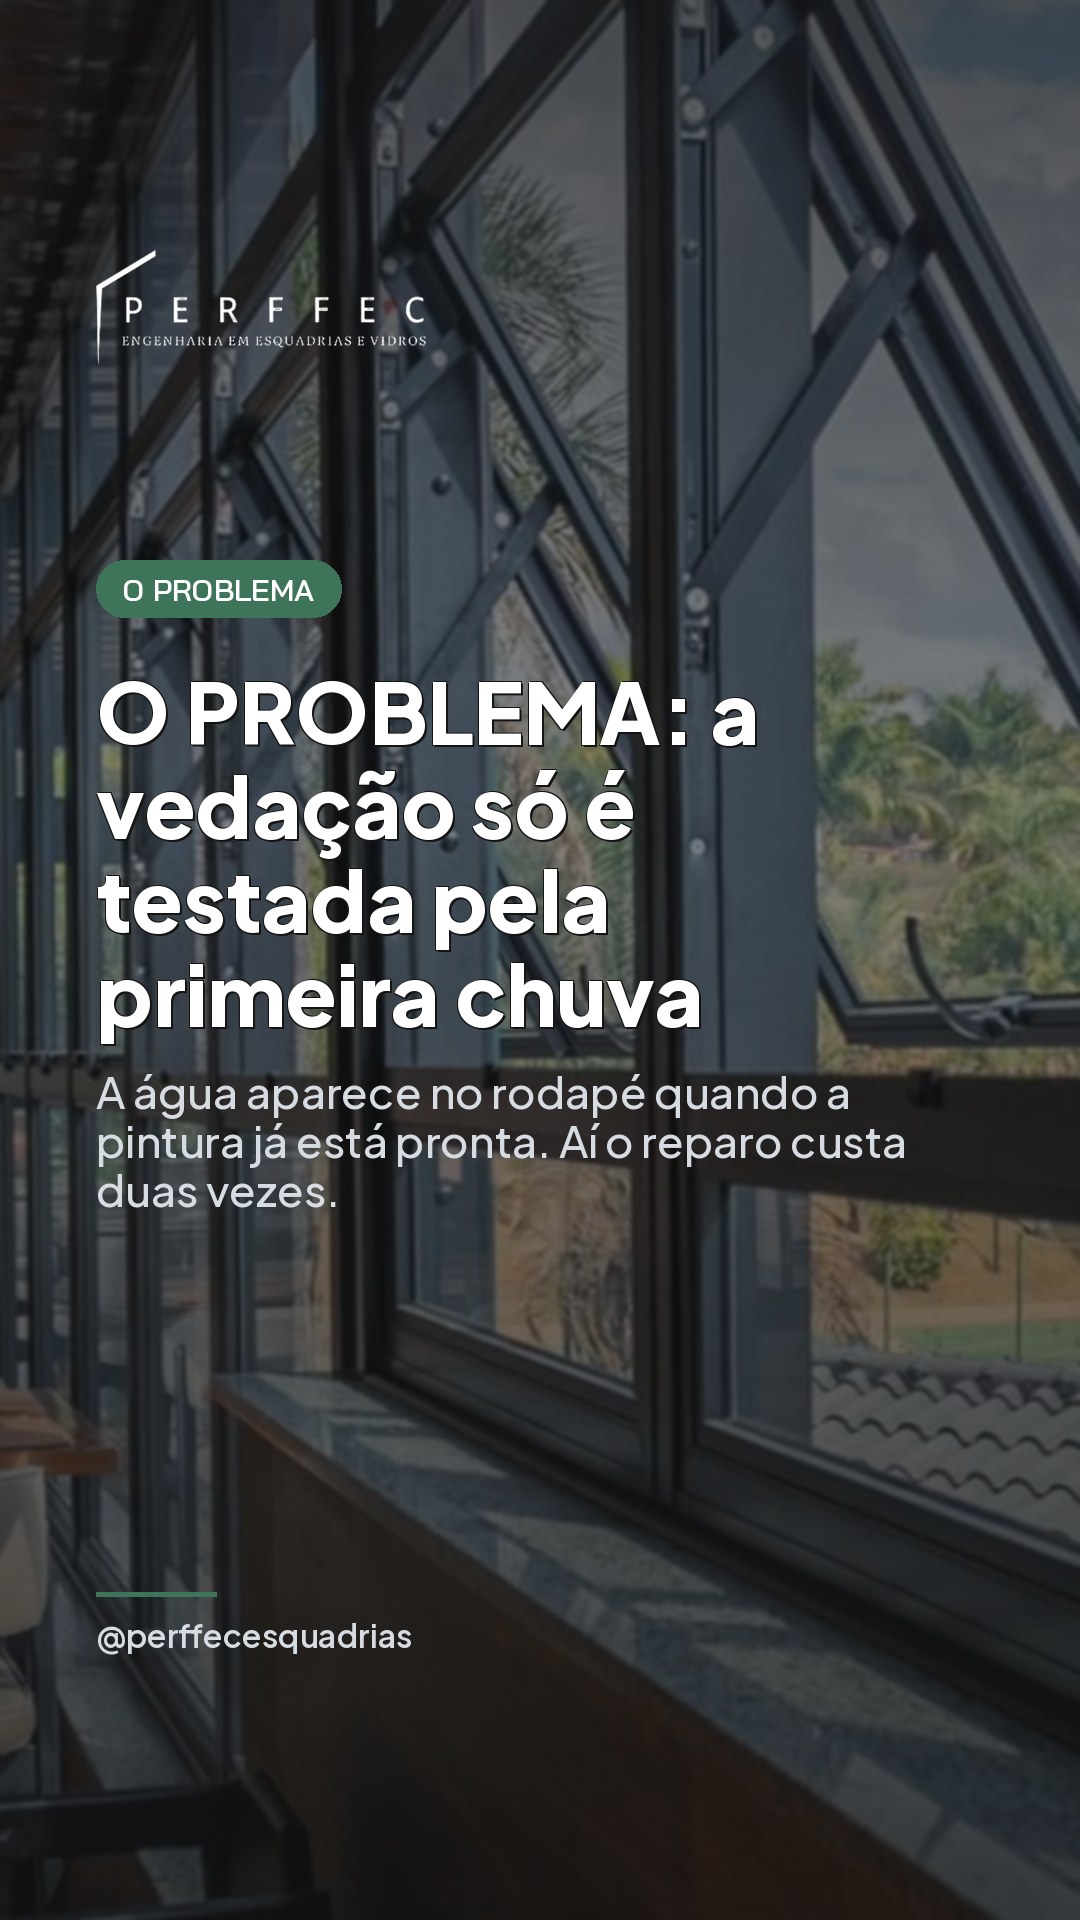 PERFFEC
ENGENHARIA EM ESQUADRIAS E VIDROS
O PROBLEMA
O PROBLEMA: a
vedação só é
testada pela
primeira chuva
A água aparece no rodapé quando a
pintura já está pronta. Aí o reparo custa
duas vezes.
@perffecesquadrias